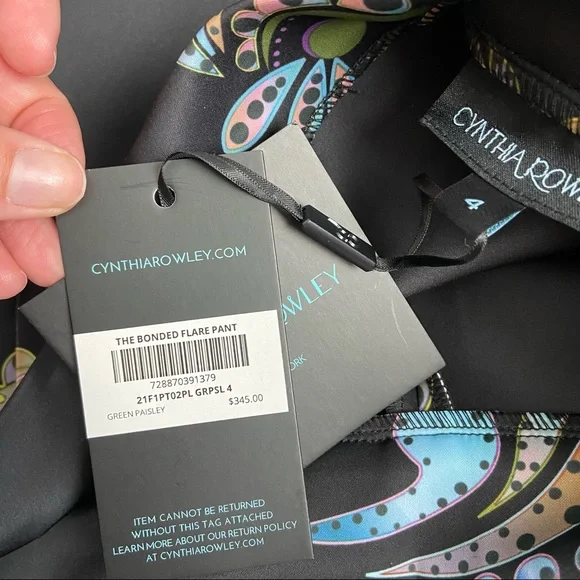 CYNTHIAROWLEY.COM
THE BONDED FLARE PANT
728870391379
21F1PT02PL GRPSL 4
GREEN PAISLEY
$345.00
ITEM CANNOT BE RETURNED
WITHOUT THIS TAG ATTACHED
LEARN MORE ABOUT OUR RETURN POLICY
AT CYNTHIAROWLEY.COM
CYNTHIA
4